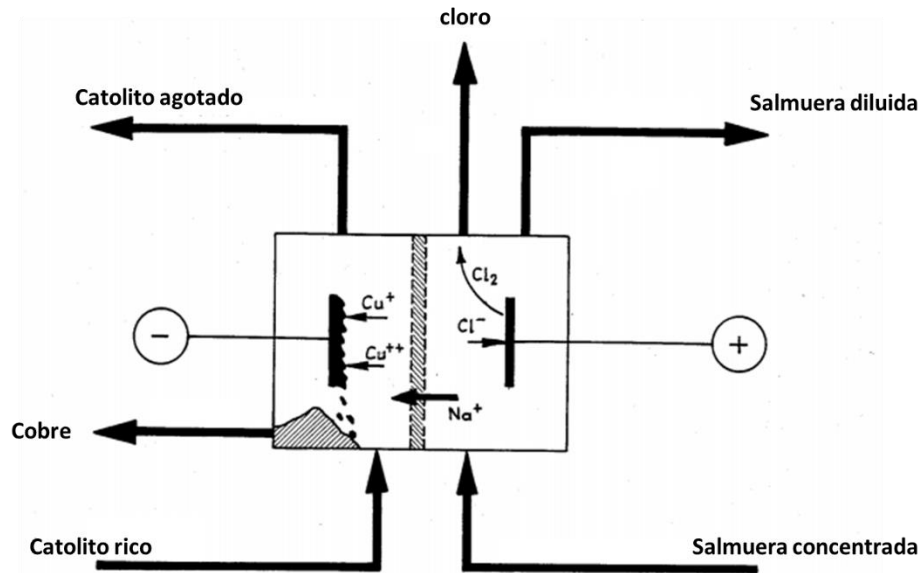 cloro
Catolito agotado
Salmuera diluida
Cl₂
Cu⁺
Cl⁻
−
+
Cu⁺⁺
Na⁺
Cobre
Catolito rico
Salmuera concentrada